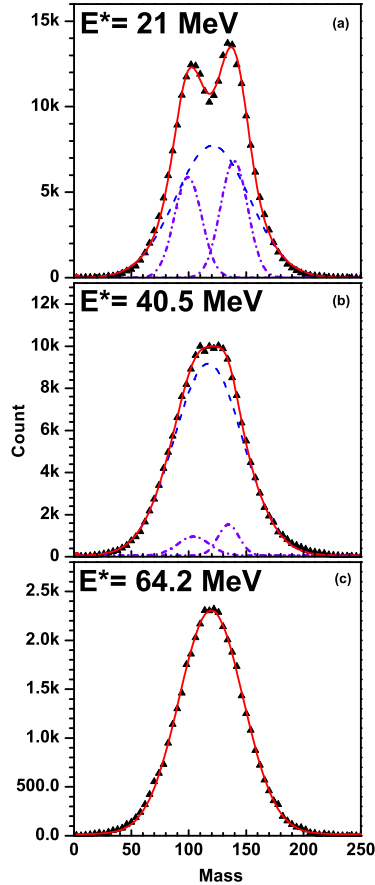 15k
E*= 21 MeV
(a)
10k
5k
0
12k
E*= 40.5 MeV
(b)
10k
8k
6k
4k
2k
0
Count
E*= 64.2 MeV
(c)
2.5k
2.0k
1.5k
1.0k
500.0
0.0
0 50 100 150 200 250
Mass